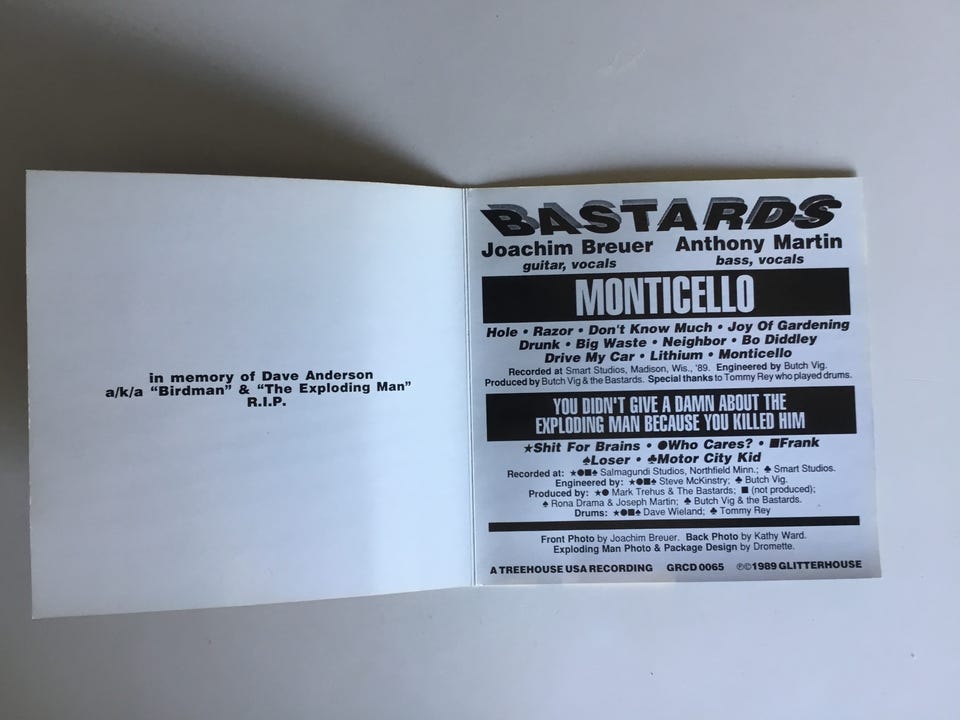 in memory of Dave Anderson
a/k/a "Birdman" & "The Exploding Man"
R.I.P.
BASTARDS
Joachim Breuer Anthony Martin
guitar, vocals bass, vocals
MONTICELLO
Hole • Razor • Don't Know Much • Joy Of Gardening
Drunk • Big Waste • Neighbor • Bo Diddley
Drive My Car • Lithium • Monticello
Recorded at Smart Studios, Madison, Wis., '89. Engineered by Butch Vig.
Produced by Butch Vig & the Bastards. Special thanks to Tommy Rey who played drums.
YOU DIDN'T GIVE A DAMN ABOUT THE
EXPLODING MAN BECAUSE YOU KILLED HIM
★Shit For Brains • ●Who Cares? • ■Frank
♠Loser • ♣Motor City Kid
Recorded at: ★●■♠ Salmagundi Studios, Northfield Minn.; ♣ Smart Studios.
Engineered by: ★●■♠ Steve McKinstry; ♣ Butch Vig.
Produced by: ★● Mark Trehus & The Bastards; ■ (not produced);
♠ Rona Drama & Joseph Martin; ♣ Butch Vig & the Bastards.
Drums: ★●■♠ Dave Wieland; ♣ Tommy Rey
Front Photo by Joachim Breuer. Back Photo by Kathy Ward.
Exploding Man Photo & Package Design by Dromette.
A TREEHOUSE USA RECORDING GRCD 0065 ℗©1989 GLITTERHOUSE